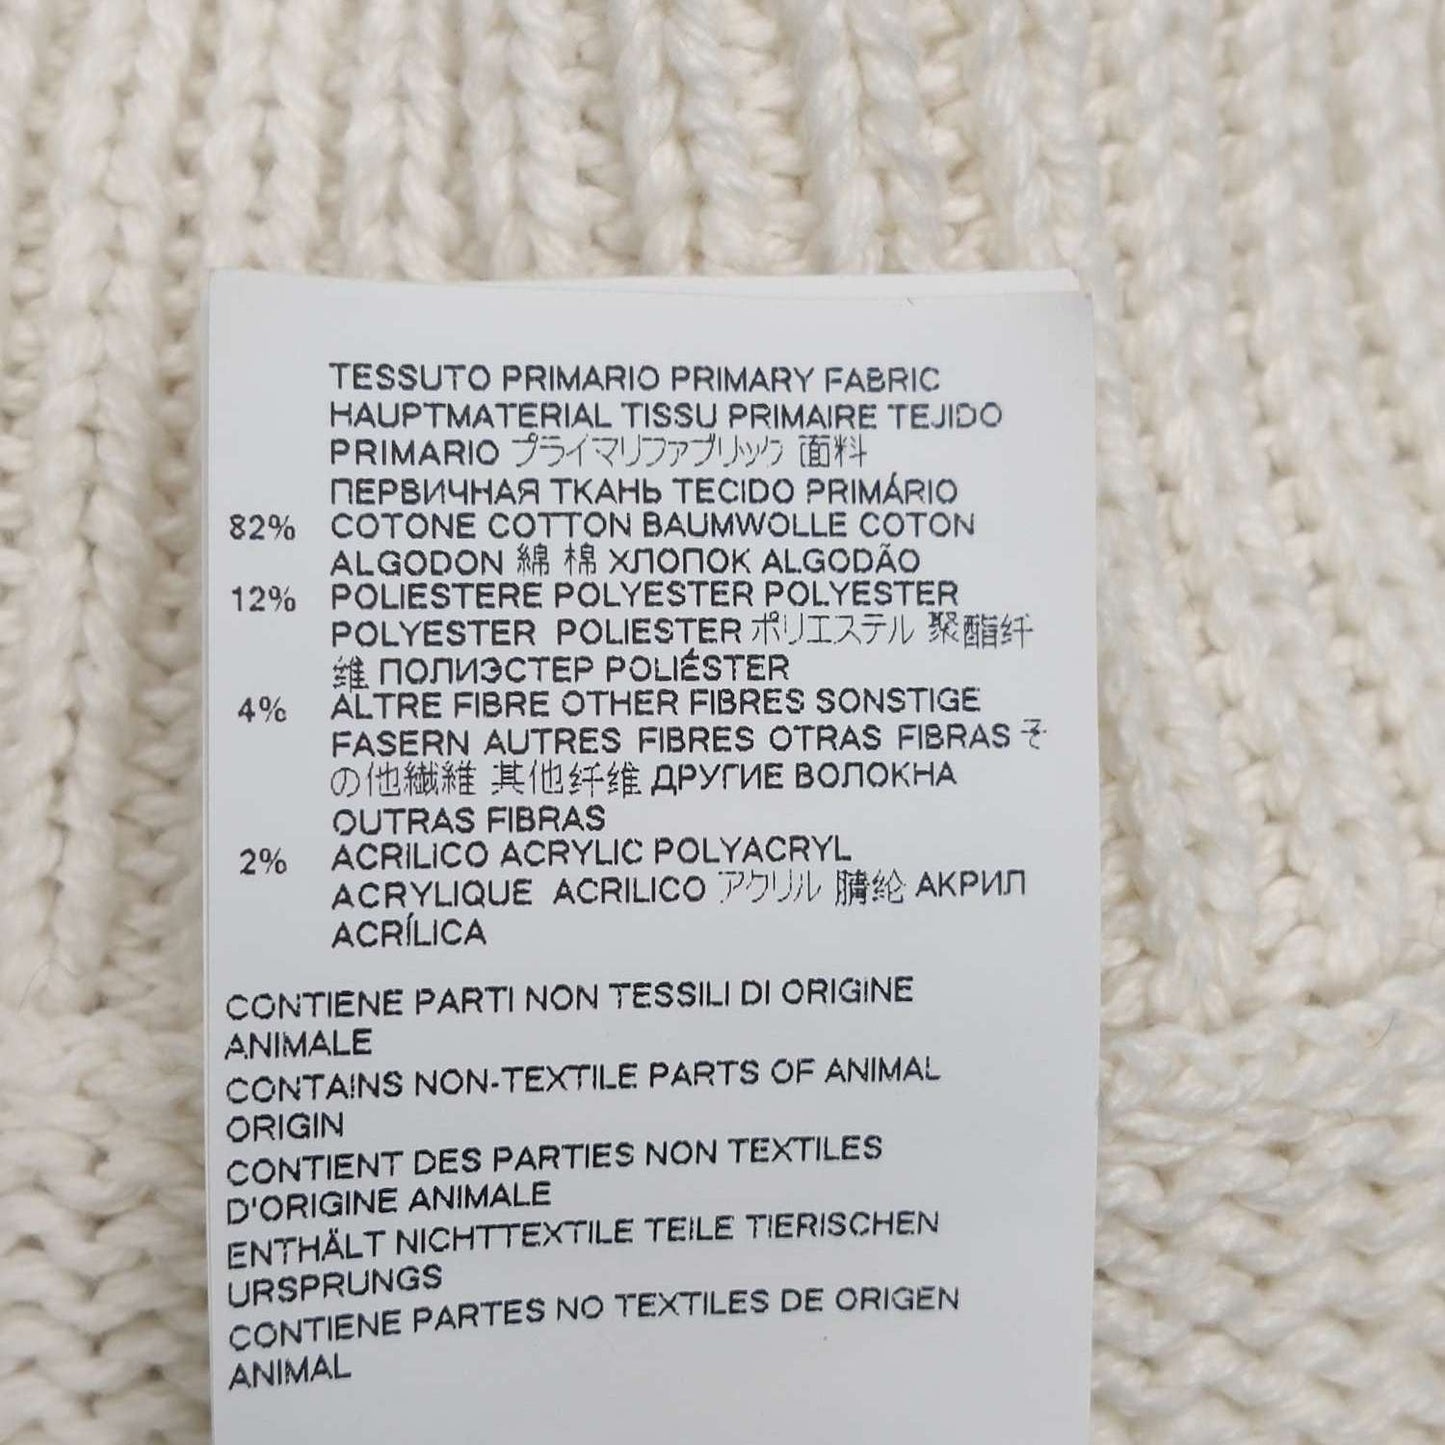 TESSUTO PRIMARIO PRIMARY FABRIC
HAUPTMATERIAL TISSU PRIMAIRE TEJIDO
PRIMARIO プライマリファブリック 面料
ПЕРВИЧНАЯ ТКАНЬ TECIDO PRIMÁRIO
82% COTONE COTTON BAUMWOLLE COTON
ALGODON 綿 棉 ХЛОПОК ALGODÃO
12% POLIESTERE POLYESTER POLYESTER
POLYESTER POLIESTER ポリエステル 聚酯纤
维 ПОЛИЭСТЕР POLIÉSTER
4% ALTRE FIBRE OTHER FIBRES SONSTIGE
FASERN AUTRES FIBRES OTRAS FIBRAS そ
の他繊維 其他纤维 ДРУГИЕ ВОЛОКНА
OUTRAS FIBRAS
2% ACRILICO ACRYLIC POLYACRYL
ACRYLIQUE ACRILICO アクリル 腈纶 АКРИЛ
ACRÍLICA
CONTIENE PARTI NON TESSILI DI ORIGINE
ANIMALE
CONTAINS NON-TEXTILE PARTS OF ANIMAL
ORIGIN
CONTIENT DES PARTIES NON TEXTILES
D'ORIGINE ANIMALE
ENTHÄLT NICHTTEXTILE TEILE TIERISCHEN
URSPRUNGS
CONTIENE PARTES NO TEXTILES DE ORIGEN
ANIMAL